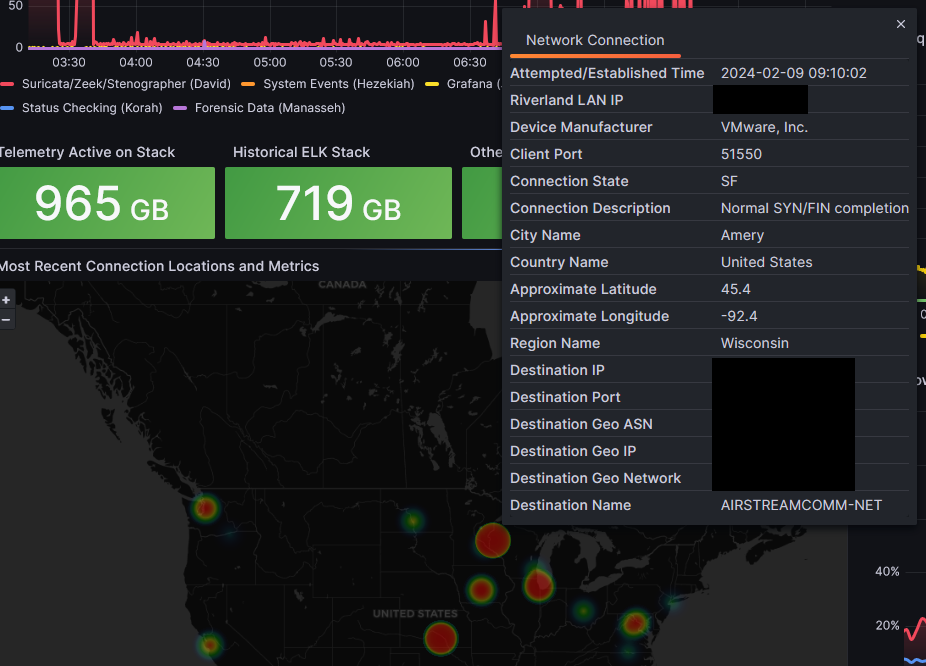 50
0
03:30 04:00 04:30 05:00 05:30 06:00 06:30
Suricata/Zeek/Stenographer (David) System Events (Hezekiah) Grafana
Status Checking (Korah) Forensic Data (Manasseh)
Telemetry Active on Stack Historical ELK Stack Othe
965 GB 719 GB
Most Recent Connection Locations and Metrics
+
−
CANADA
UNITED STATES
×
Network Connection
Attempted/Established Time 2024-02-09 09:10:02
Riverland LAN IP
Device Manufacturer VMware, Inc.
Client Port 51550
Connection State SF
Connection Description Normal SYN/FIN completion
City Name Amery
Country Name United States
Approximate Latitude 45.4
Approximate Longitude -92.4
Region Name Wisconsin
Destination IP
Destination Port
Destination Geo ASN
Destination Geo IP
Destination Geo Network
Destination Name AIRSTREAMCOMM-NET
40%
20%